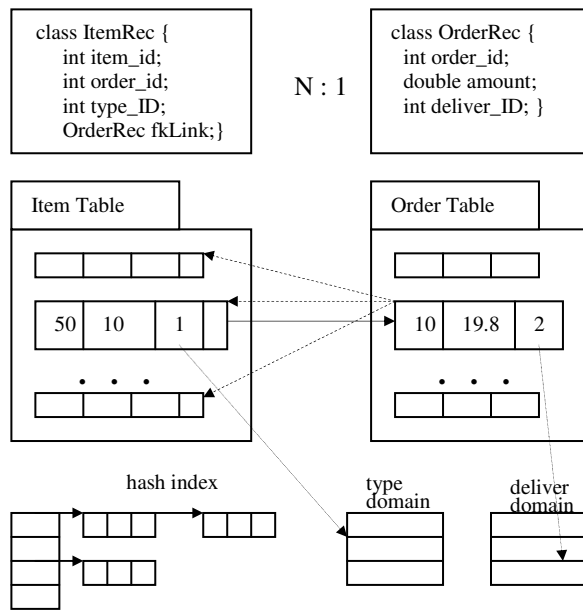 class ItemRec {
int item_id;
int order_id;
int type_ID;
OrderRec fkLink;}
N : 1
class OrderRec {
int order_id;
double amount;
int deliver_ID; }
Item Table
Order Table
50 10 1
10 19.8 2
. . .
. . .
hash index
type
domain
deliver
domain